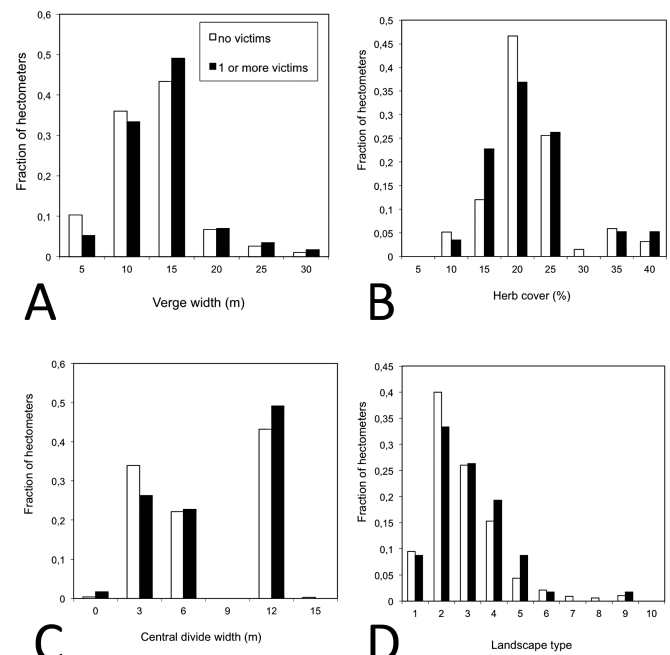 0,6
0,5
0,4
0,3
0,2
0,1
0
Fraction of hectometers
no victims
1 or more victims
5 10 15 20 25 30
Verge width (m)
A
0,5
0,45
0,4
0,35
0,3
0,25
0,2
0,15
0,1
0,05
0
Fraction of hectometers
5 10 15 20 25 30 35 40
Herb cover (%)
B
0,6
0,5
0,4
0,3
0,2
0,1
0
Fraction of hectometers
0 3 6 9 12 15
Central divide width (m)
C
0,45
0,4
0,35
0,3
0,25
0,2
0,15
0,1
0,05
0
Fraction of hectometers
1 2 3 4 5 6 7 8 9 10
Landscape type
D